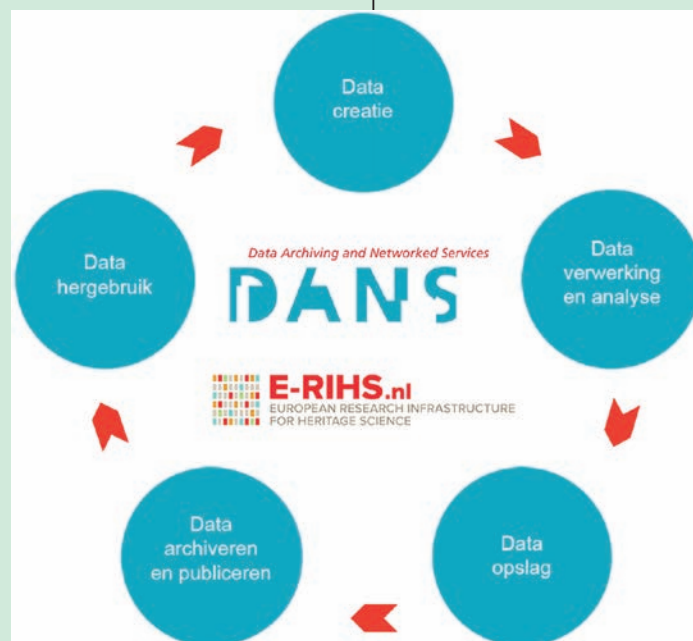 Data
creatie
Data
verwerking
en analyse
Data
opslag
Data
archiveren
en publiceren
Data
hergebruik
Data Archiving and Networked Services
DANS
E-RIHS.nl
EUROPEAN RESEARCH INFRASTRUCTURE
FOR HERITAGE SCIENCE